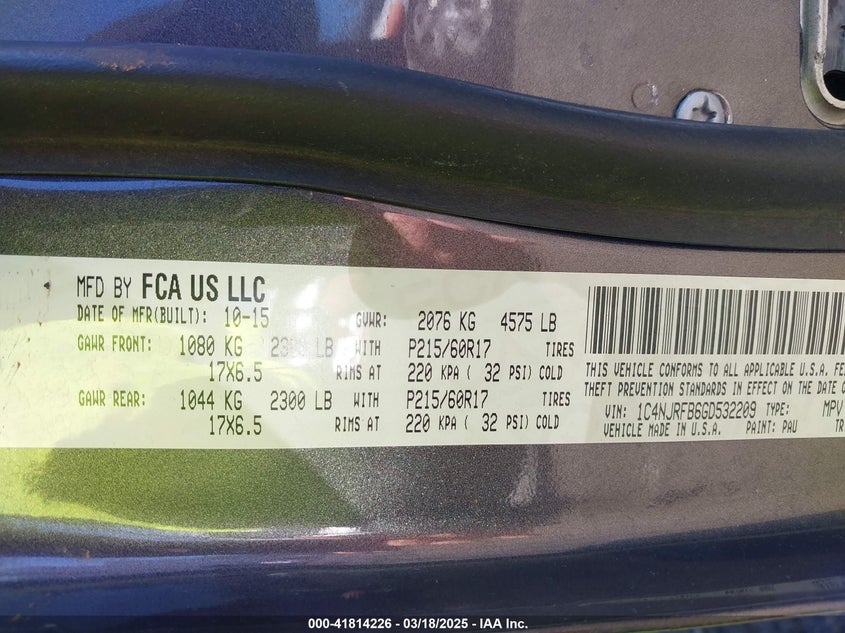 MFD BY FCA US LLC
DATE OF MFR(BUILT): 10-15 GVWR: 2076 KG 4575 LB
GAWR FRONT: 1080 KG LB WITH P215/60R17 TIRES
17X6.5 RIMS AT 220 KPA ( 32 PSI) COLD
GAWR REAR: 1044 KG 2300 LB WITH P215/60R17 TIRES
17X6.5 RIMS AT 220 KPA ( 32 PSI) COLD
THIS VEHICLE CONFORMS TO ALL APPLICABLE U.S.A. FE
THEFT PREVENTION STANDARDS IN EFFECT ON THE DATE O
VIN: 1C4NJRFB6GD532209 TYPE: MPV
VEHICLE MADE IN U.S.A. PAINT: PAU TR
000-41814226 - 03/18/2025 - IAA Inc.